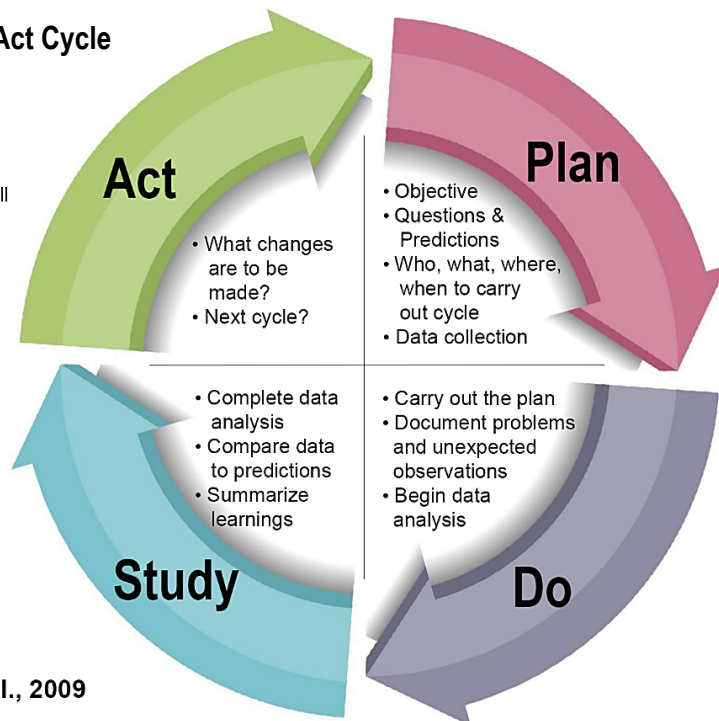 Act Cycle
ll
Act
Plan
• What changes
are to be
made?
• Next cycle?
• Objective
• Questions &
Predictions
• Who, what, where,
when to carry
out cycle
• Data collection
• Complete data
analysis
• Compare data
to predictions
• Summarize
learnings
• Carry out the plan
• Document problems
and unexpected
observations
• Begin data
analysis
Study
Do
l., 2009